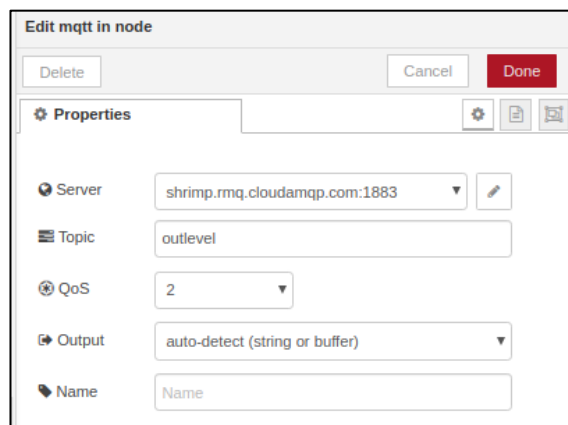 Edit mqtt in node
Delete Cancel Done
Properties
Server shrimp.rmq.cloudamqp.com:1883
Topic outlevel
QoS 2
Output auto-detect (string or buffer)
Name Name